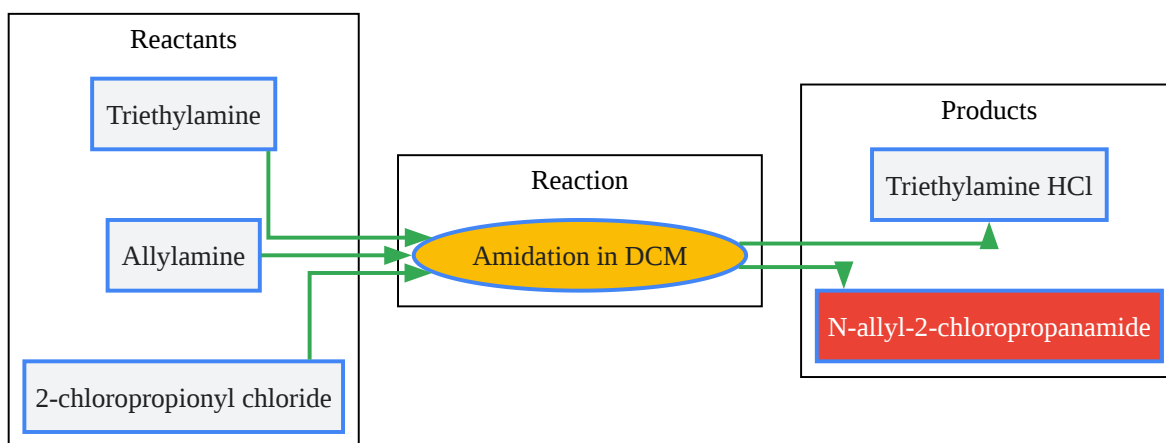 Reactants
Triethylamine
Allylamine
2-chloropropionyl chloride
Reaction
Amidation in DCM
Products
Triethylamine HCl
N-allyl-2-chloropropanamide